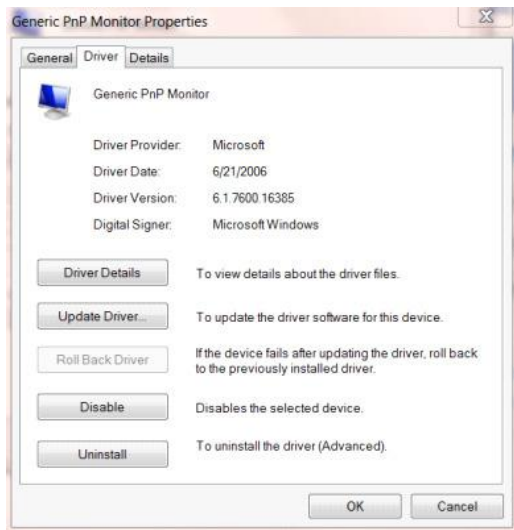 Generic PnP Monitor Properties
General Driver Details
Generic PnP Monitor
Driver Provider: Microsoft
Driver Date: 6/21/2006
Driver Version: 6.1.7600.16385
Digital Signer: Microsoft Windows
Driver Details To view details about the driver files.
Update Driver... To update the driver software for this device.
Roll Back Driver If the device fails after updating the driver, roll back
to the previously installed driver.
Disable Disables the selected device.
Uninstall To uninstall the driver (Advanced).
OK Cancel